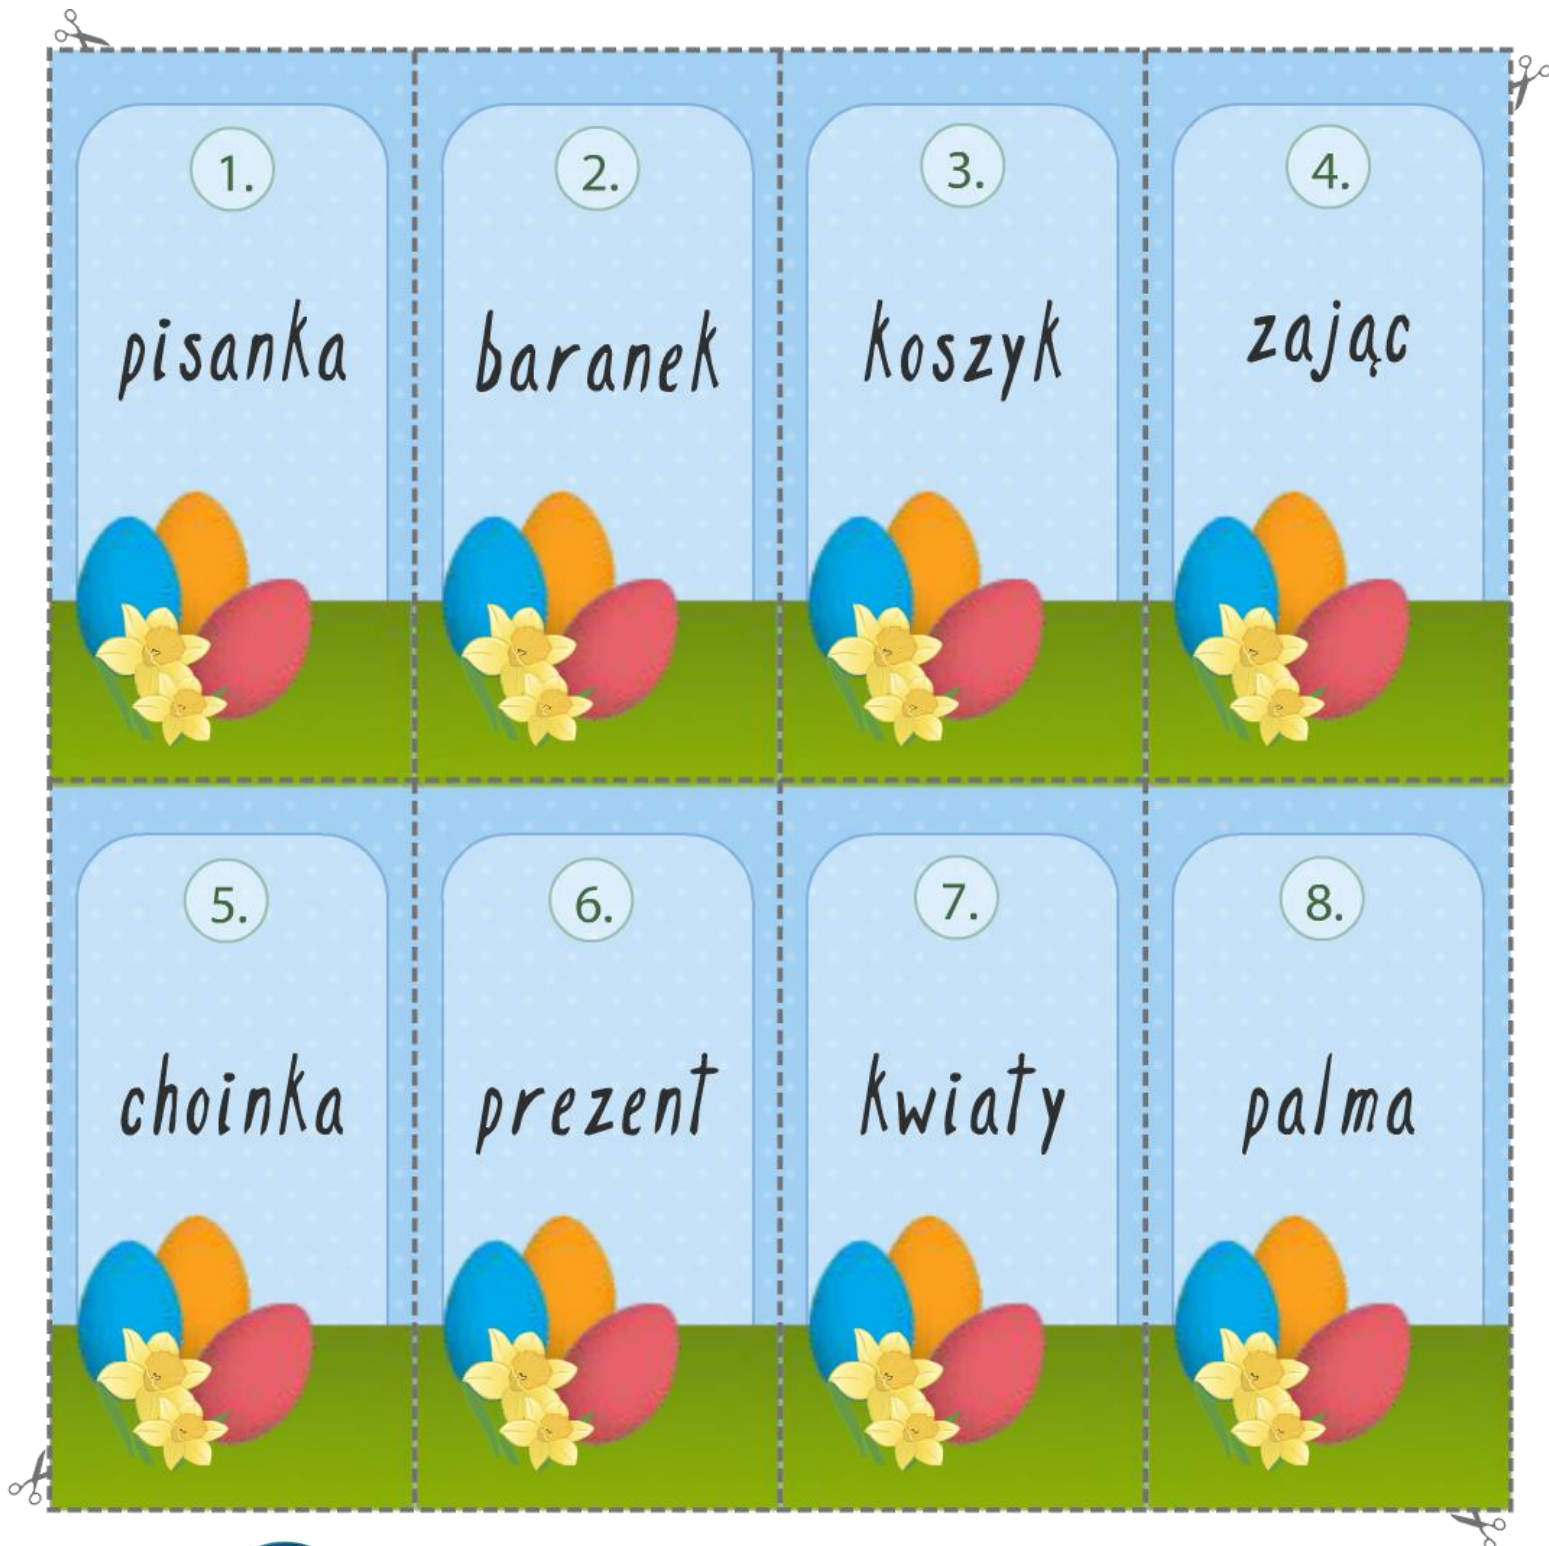 1.
pisanka
2.
baranek
3.
koszyk
4.
zając
5.
choinka
6.
prezent
7.
kwiaty
8.
palma